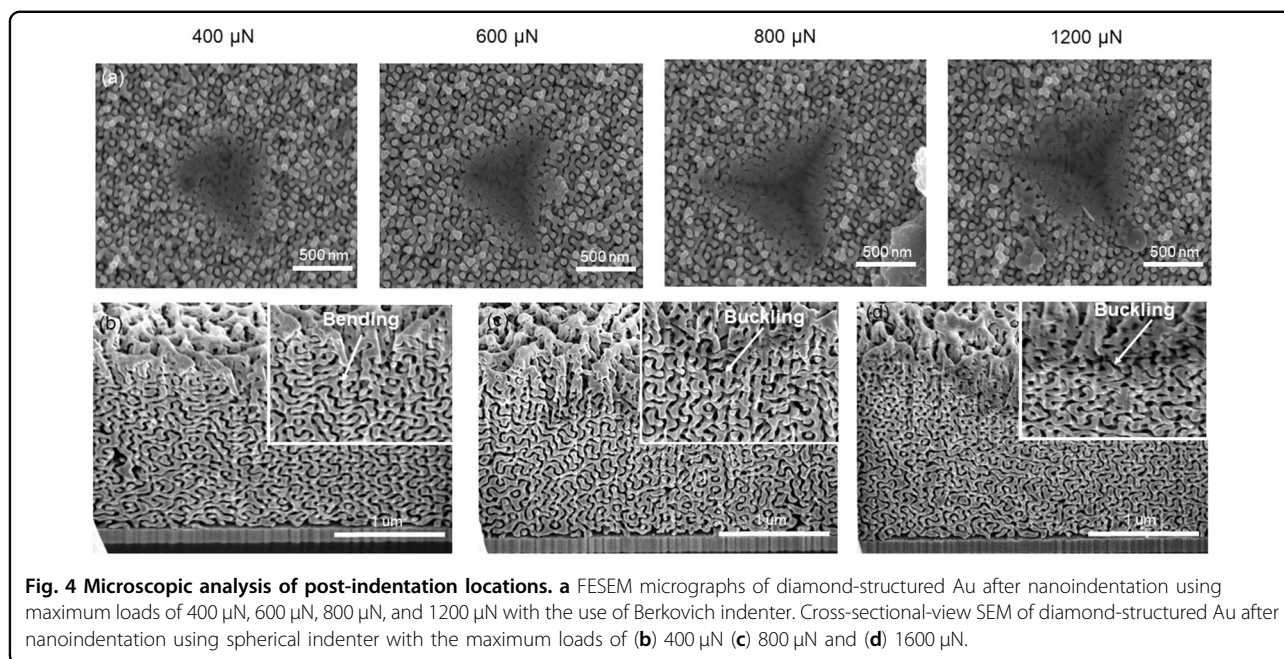 400 µN 600 µN 800 µN 1200 µN
(a)
500 nm 500 nm 500 nm 500 nm
(b) Bending (c) Buckling (d) Buckling
1 um 1 um 1 um
Fig. 4 Microscopic analysis of post-indentation locations. a FESEM micrographs of diamond-structured Au after nanoindentation using
maximum loads of 400 µN, 600 µN, 800 µN, and 1200 µN with the use of Berkovich indenter. Cross-sectional-view SEM of diamond-structured Au after
nanoindentation using spherical indenter with the maximum loads of (b) 400 µN (c) 800 µN and (d) 1600 µN.